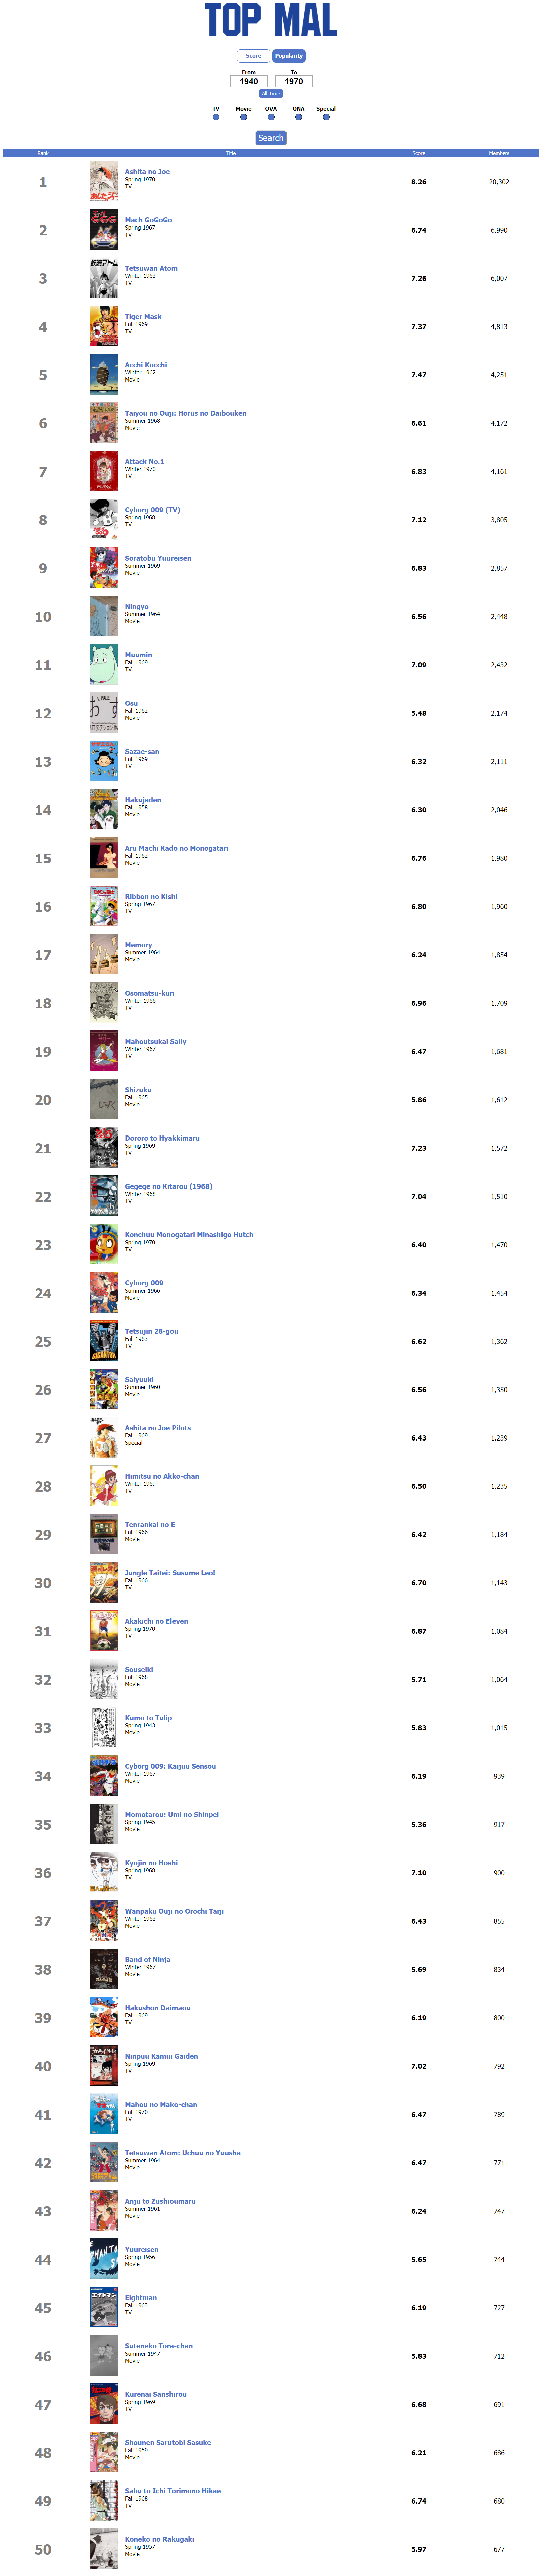 TOP MAL
Score Popularity
From To
1940 1970
All Time
TV Movie OVA ONA Special
Search
Rank Title Score Members
1 Ashita no Joe 8.26 20,302
Spring 1970
TV
2 Mach GoGoGo 6.74 6,990
Spring 1967
TV
3 Tetsuwan Atom 7.26 6,007
Winter 1963
TV
4 Tiger Mask 7.37 4,813
Fall 1969
TV
5 Acchi Kocchi 7.47 4,251
Winter 1962
Movie
6 Taiyou no Ouji: Horus no Daibouken 6.61 4,172
Summer 1968
Movie
7 Attack No.1 6.83 4,161
Winter 1970
TV
8 Cyborg 009 (TV) 7.12 3,805
Spring 1968
TV
9 Soratobu Yuureisen 6.83 2,857
Summer 1969
Movie
10 Ningyo 6.56 2,448
Summer 1964
Movie
11 Muumin 7.09 2,432
Fall 1969
TV
12 Osu 5.48 2,174
Fall 1962
Movie
13 Sazae-san 6.32 2,111
Fall 1969
TV
14 Hakujaden 6.30 2,046
Fall 1958
Movie
15 Aru Machi Kado no Monogatari 6.76 1,980
Fall 1962
Movie
16 Ribbon no Kishi 6.80 1,960
Spring 1967
TV
17 Memory 6.24 1,854
Summer 1964
Movie
18 Osomatsu-kun 6.96 1,709
Winter 1966
TV
19 Mahoutsukai Sally 6.47 1,681
Winter 1967
TV
20 Shizuku 5.86 1,612
Fall 1965
Movie
21 Dororo to Hyakkimaru 7.23 1,572
Spring 1969
TV
22 Gegege no Kitarou (1968) 7.04 1,510
Winter 1968
TV
23 Konchuu Monogatari Minashigo Hutch 6.40 1,470
Spring 1970
TV
24 Cyborg 009 6.34 1,454
Summer 1966
Movie
25 Tetsujin 28-gou 6.62 1,362
Fall 1963
TV
26 Saiyuuki 6.56 1,350
Summer 1960
Movie
27 Ashita no Joe Pilots 6.43 1,239
Fall 1969
Special
28 Himitsu no Akko-chan 6.50 1,235
Winter 1969
TV
29 Tenrankai no E 6.42 1,184
Fall 1966
Movie
30 Jungle Taitei: Susume Leo! 6.70 1,143
Fall 1966
TV
31 Akakichi no Eleven 6.87 1,084
Spring 1970
TV
32 Souseiki 5.71 1,064
Fall 1968
Movie
33 Kumo to Tulip 5.83 1,015
Spring 1943
Movie
34 Cyborg 009: Kaijuu Sensou 6.19 939
Winter 1967
Movie
35 Momotarou: Umi no Shinpei 5.36 917
Spring 1945
Movie
36 Kyojin no Hoshi 7.10 900
Spring 1968
TV
37 Wanpaku Ouji no Orochi Taiji 6.43 855
Winter 1963
Movie
38 Band of Ninja 5.69 834
Winter 1967
Movie
39 Hakushon Daimaou 6.19 800
Fall 1969
TV
40 Ninpuu Kamui Gaiden 7.02 792
Spring 1969
TV
41 Mahou no Mako-chan 6.47 789
Fall 1970
TV
42 Tetsuwan Atom: Uchuu no Yuusha 6.47 771
Summer 1964
Movie
43 Anju to Zushioumaru 6.24 747
Summer 1961
Movie
44 Yuureisen 5.65 744
Spring 1956
Movie
45 Eightman 6.19 727
Fall 1963
TV
46 Suteneko Tora-chan 5.83 712
Summer 1947
Movie
47 Kurenai Sanshirou 6.68 691
Spring 1969
TV
48 Shounen Sarutobi Sasuke 6.21 686
Fall 1959
Movie
49 Sabu to Ichi Torimono Hikae 6.74 680
Fall 1968
TV
50 Koneko no Rakugaki 5.97 677
Spring 1957
Movie